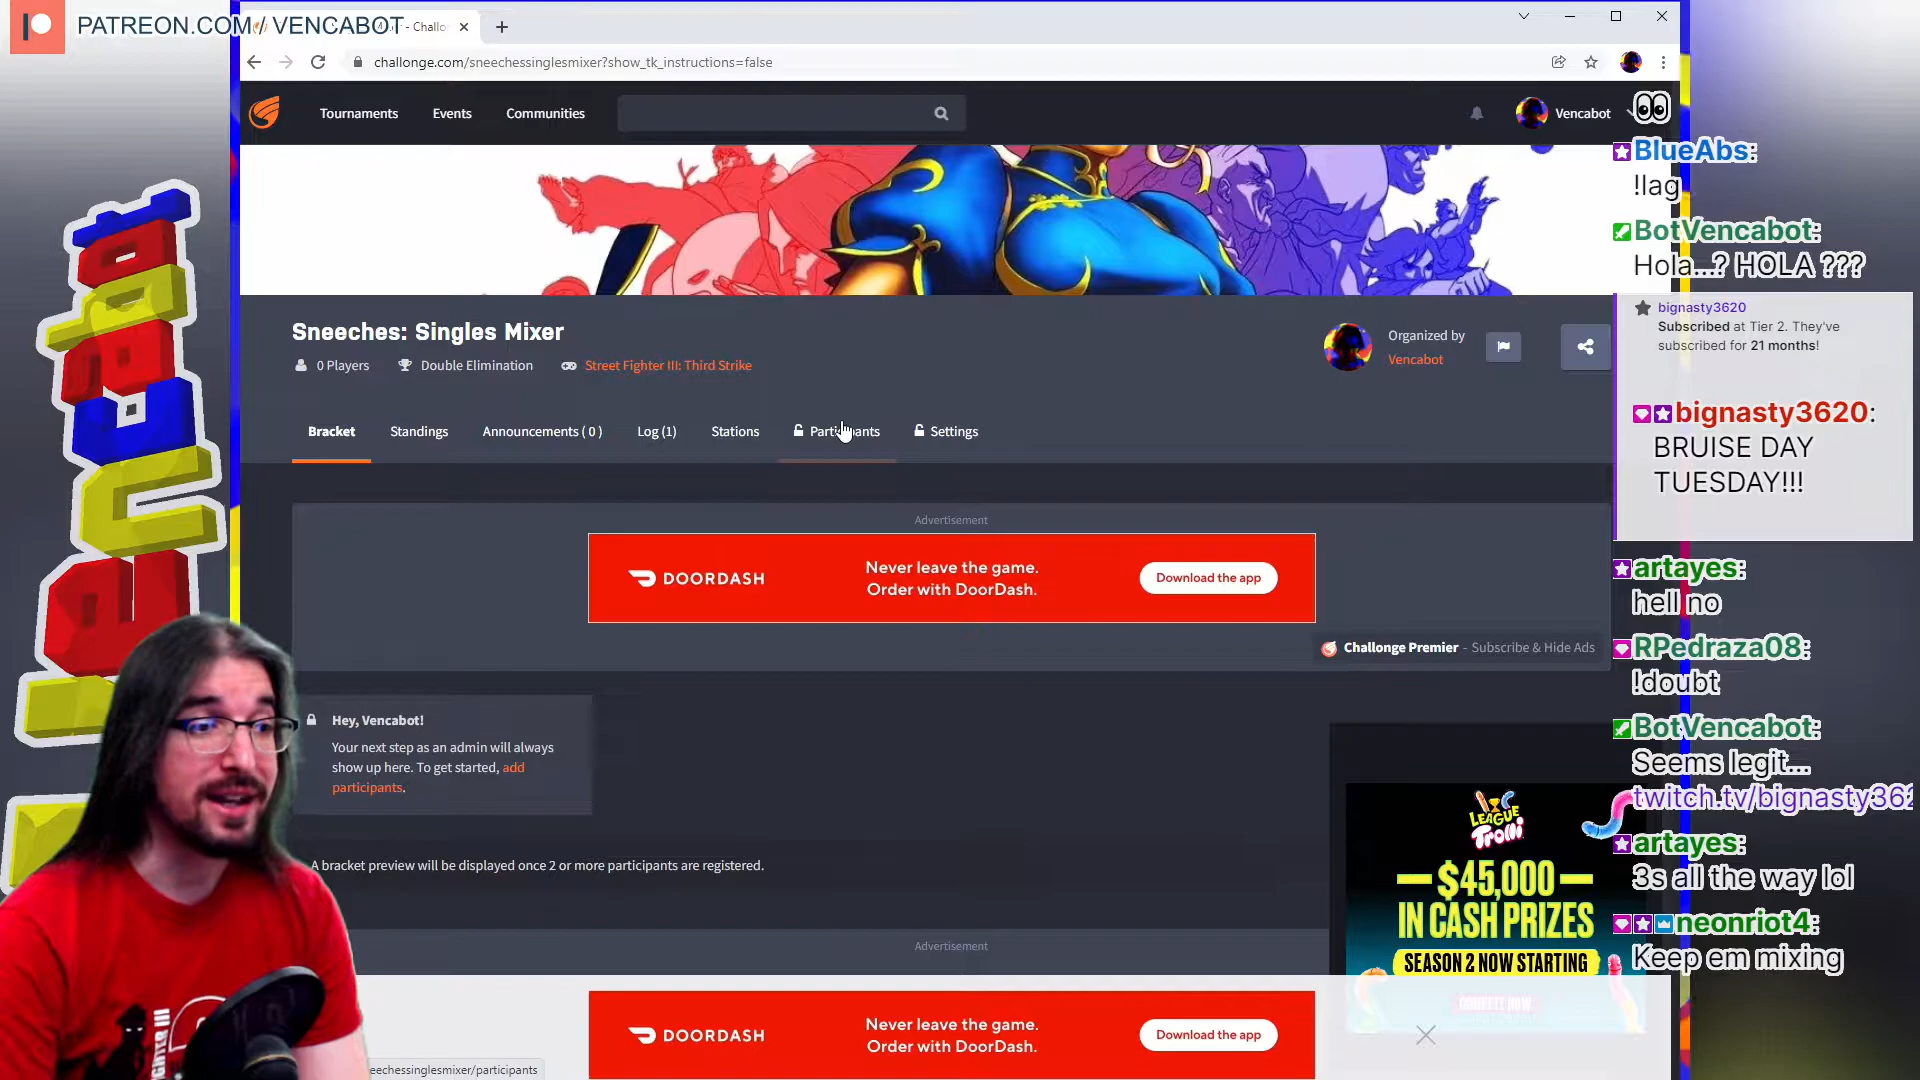 PATREON.COM// VENCABOT
- Challo
challonge.com/sneechessinglesmixer?show_tk_instructions=false
Tournaments
Events
Communities
Vencabot
Sneeches: Singles Mixer
0 Players
Double Elimination
Street Fighter III: Third Strike
Organized by
Vencabot
Bracket
Standings
Announcements ( 0 )
Log (1)
Stations
Participants
Settings
Advertisement
DOORDASH
Never leave the game.
Order with DoorDash.
Download the app
Challonge Premier - Subscribe & Hide Ads
Hey, Vencabot!
Your next step as an admin will always
show up here. To get started, add
participants.
A bracket preview will be displayed once 2 or more participants are registered.
Advertisement
LEAGUE
Trolli
$45,000
IN CASH PRIZES
SEASON 2 NOW STARTING
COMPETE NOW
DOORDASH
Never leave the game.
Order with DoorDash.
Download the app
eechessinglesmixer/participants
BlueAbs:
!lag
BotVencabot:
Hola...? HOLA ???
bignasty3620
Subscribed at Tier 2. They've
subscribed for 21 months!
bignasty3620:
BRUISE DAY
TUESDAY!!!
artayes:
hell no
RPedraza08:
!doubt
BotVencabot:
Seems legit...
twitch.tv/bignasty362
artayes:
3s all the way lol
neonriot4:
Keep em mixing